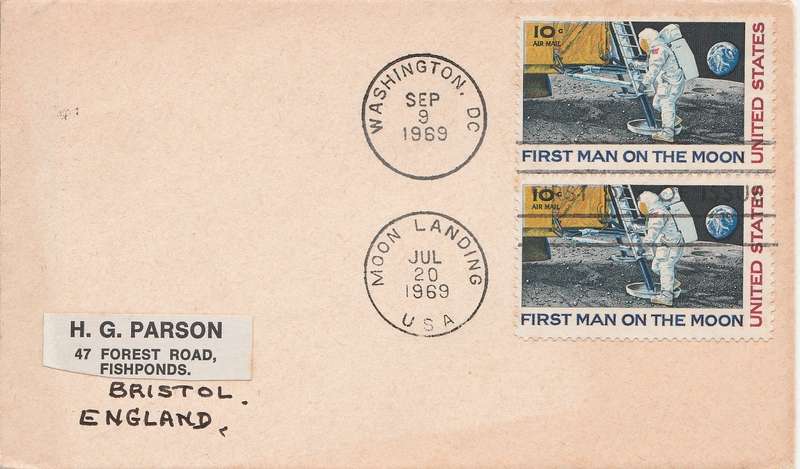 WASHINGTON, DC
SEP
9
1969
MOON LANDING
JUL
20
1969
USA
10c
AIR MAIL
UNITED STATES
FIRST MAN ON THE MOON
10c
AIR MAIL
UNITED STATES
FIRST MAN ON THE MOON
H. G. PARSON
47 FOREST ROAD,
FISHPONDS.
BRISTOL.
ENGLAND,